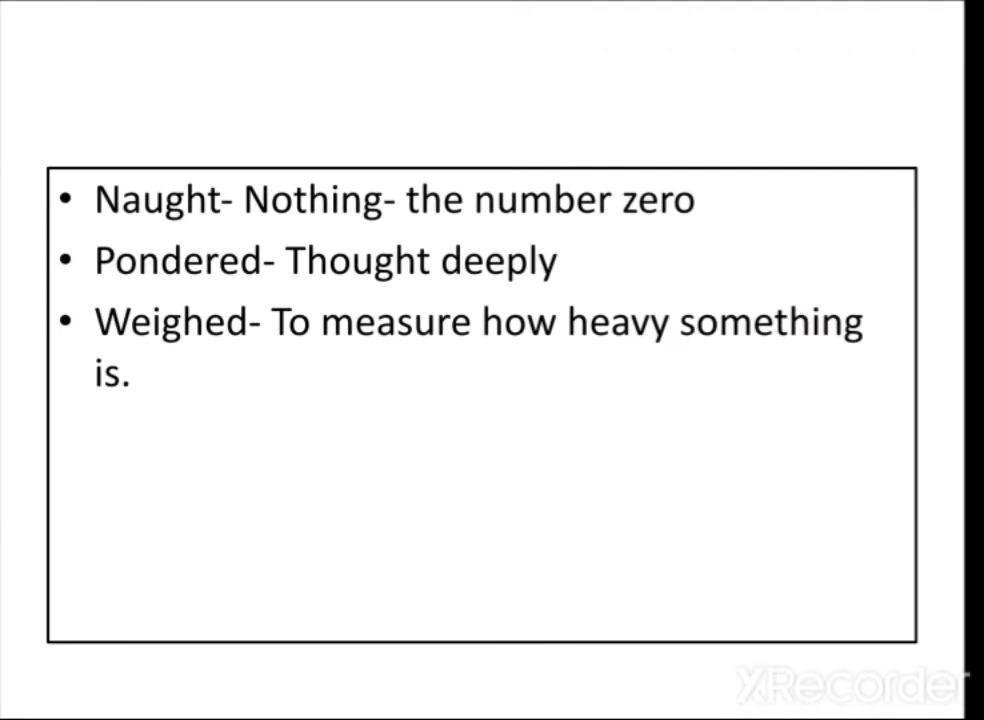 • Naught- Nothing- the number zero
• Pondered- Thought deeply
• Weighed- To measure how heavy something
is.
XRecorder